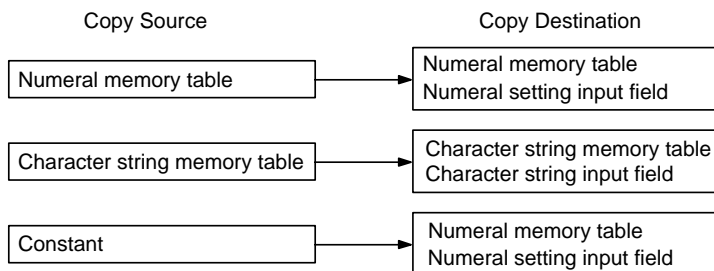 Copy Source
Copy Destination
Numeral memory table
Numeral memory table
Numeral setting input field
Character string memory table
Character string memory table
Character string input field
Constant
Numeral memory table
Numeral setting input field